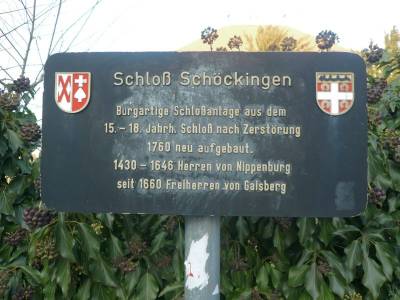 Schloß Schöckingen
Burgartige Schloßanlage aus dem
15. – 18. Jahrh. Schloß nach Zerstörung
1760 neu aufgebaut.
1430 – 1646 Herren von Nippenburg
seit 1660 Freiherren von Gaisberg